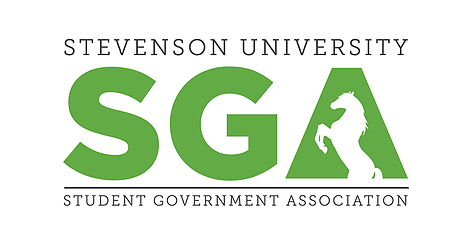 STEVENSON UNIVERSITY
SGA
STUDENT GOVERNMENT ASSOCIATION